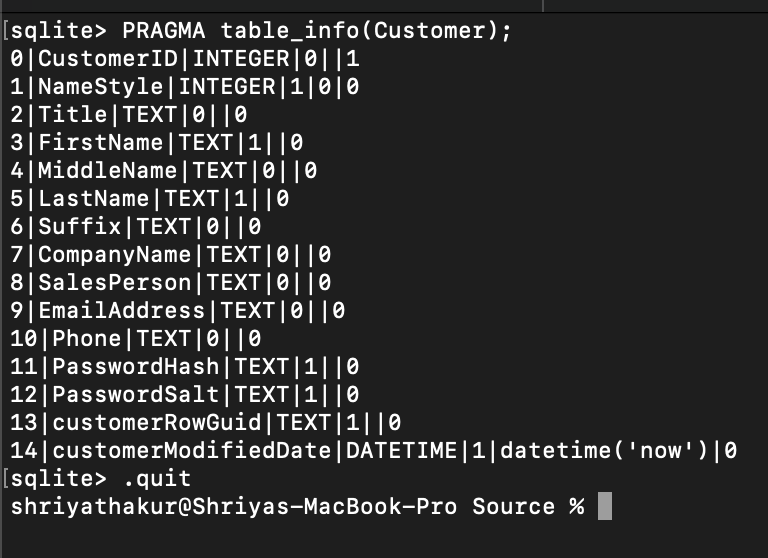 [sqlite> PRAGMA table_info(Customer);
0|CustomerID|INTEGER|0||1
1|NameStyle|INTEGER|1|0|0
2|Title|TEXT|0||0
3|FirstName|TEXT|1||0
4|MiddleName|TEXT|0||0
5|LastName|TEXT|1||0
6|Suffix|TEXT|0||0
7|CompanyName|TEXT|0||0
8|SalesPerson|TEXT|0||0
9|EmailAddress|TEXT|0||0
10|Phone|TEXT|0||0
11|PasswordHash|TEXT|1||0
12|PasswordSalt|TEXT|1||0
13|customerRowGuid|TEXT|1||0
14|customerModifiedDate|DATETIME|1|datetime('now')|0
[sqlite> .quit
shriyathakur@Shriyas-MacBook-Pro Source %